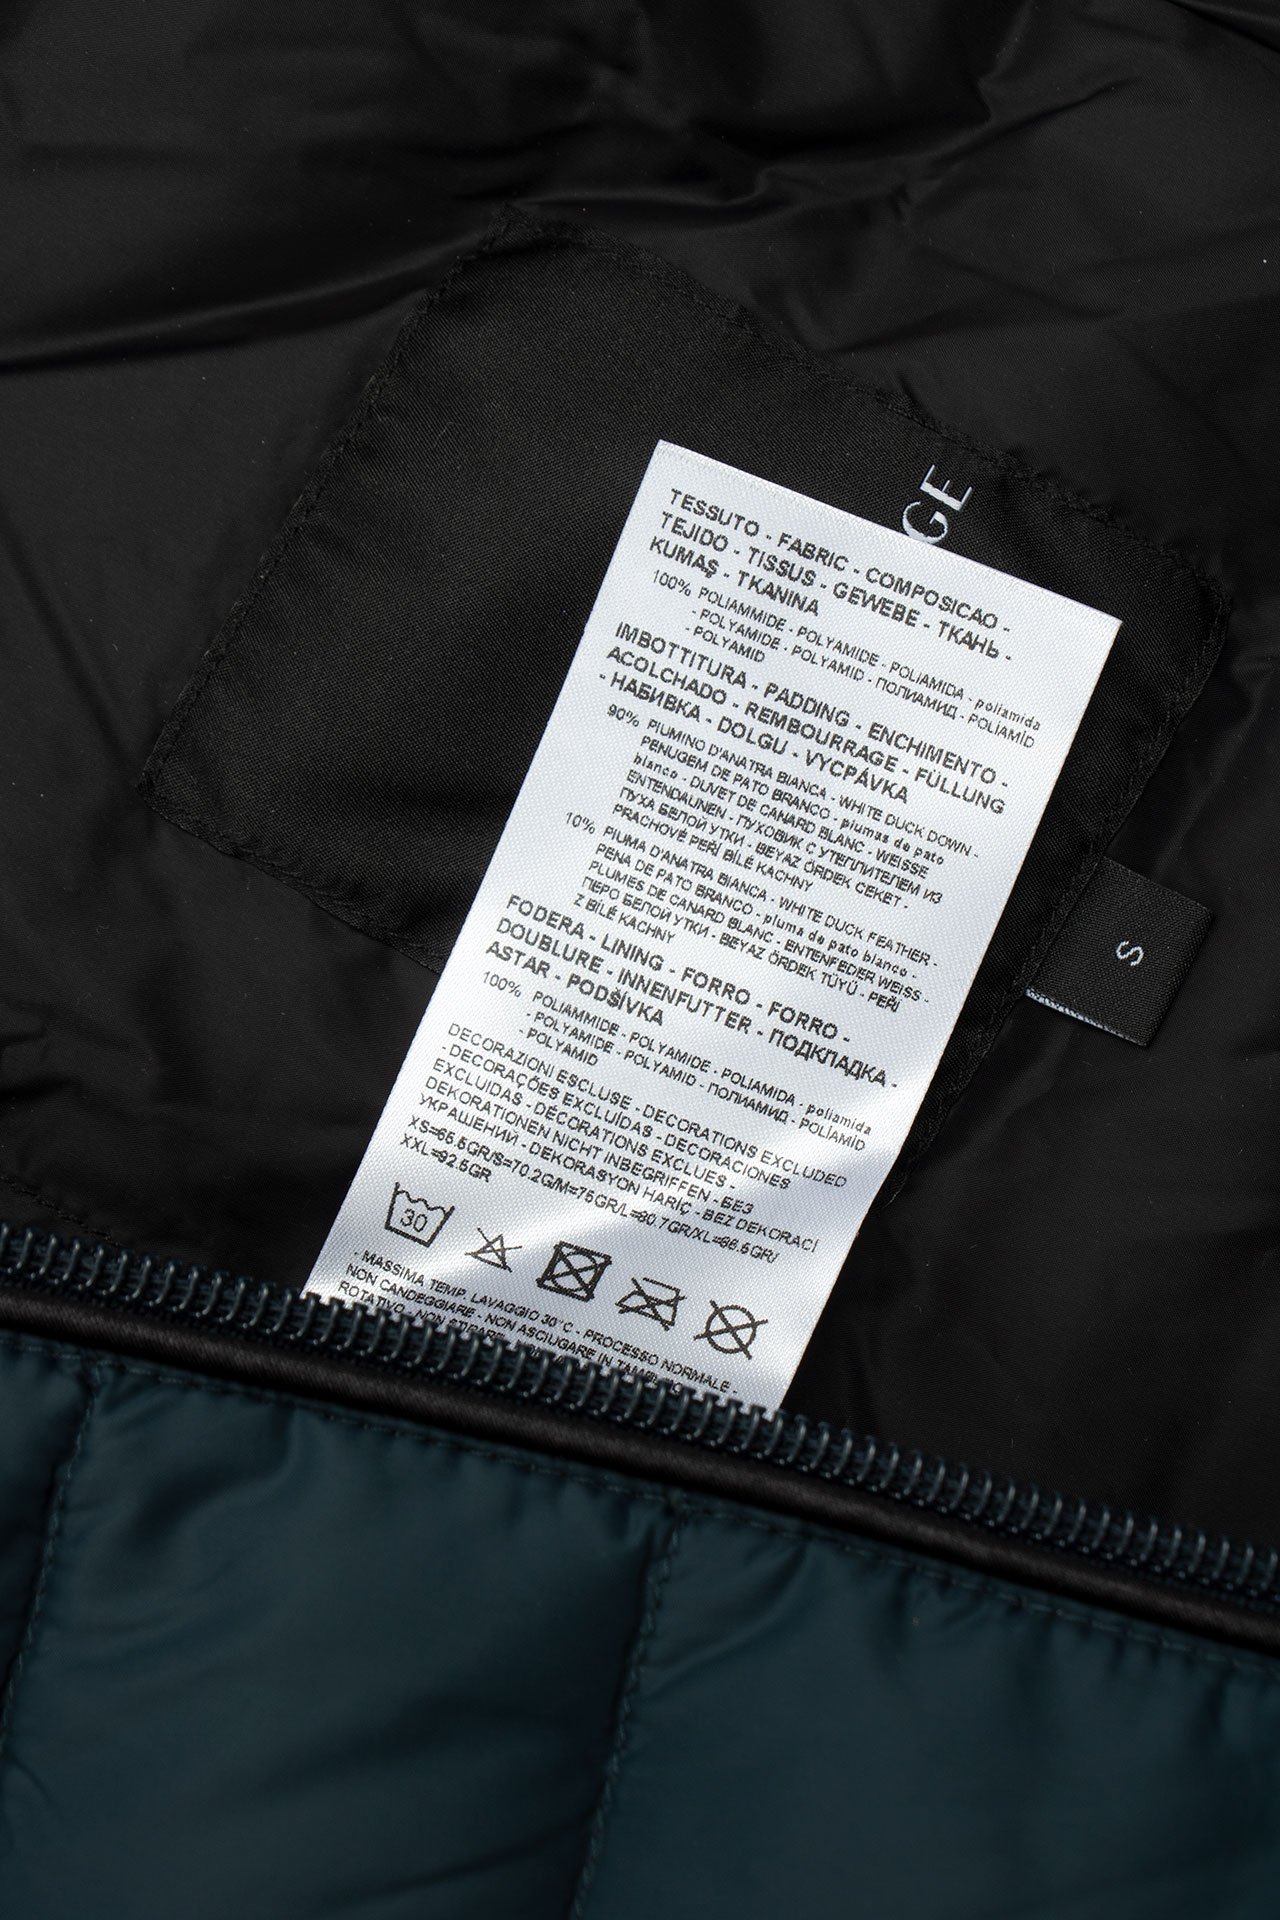 GE
TESSUTO - FABRIC - COMPOSICAO -
TEJIDO - TISSUS - GEWEBE - ТКАНЬ -
KUMAŞ - TKANINA
100% POLIAMMIDE - POLYAMIDE - POLIAMIDA - poliamida
- POLYAMIDE - POLYAMID - ПОЛИАМИД - POLİAMİD
- POLYAMID
IMBOTTITURA - PADDING - ENCHIMENTO -
ACOLCHADO - REMBOURRAGE - FÜLLUNG
- НАБИВКА - DOLGU - VYCPÁVKA
90% PIUMINO D'ANATRA BIANCA - WHITE DUCK DOWN -
PENUGEM DE PATO BRANCO - plumas de pato
blanco - DUVET DE CANARD BLANC - WEISSE
ENTENDAUNEN - ПУХОВИК С УТЕПЛИТЕЛЕМ ИЗ
ПУХА БЕЛОЙ УТКИ - BEYAZ ÖRDEK CEKET -
PRACHOVÉ PEŘÍ BÍLÉ KACHNY
10% PIUMA D'ANATRA BIANCA - WHITE DUCK FEATHER -
PENA DE PATO BRANCO - pluma de pato blanco -
PLUMES DE CANARD BLANC - ENTENFEDER WEISS -
ПЕРО БЕЛОЙ УТКИ - BEYAZ ÖRDEK TÜYÜ - PEŘÍ
Z BÍLÉ KACHNY
FODERA - LINING - FORRO - FORRO -
DOUBLURE - INNENFUTTER - ПОДКЛАДКА -
ASTAR - PODŠÍVKA
100% POLIAMMIDE - POLYAMIDE - POLIAMIDA - poliamida
- POLYAMIDE - POLYAMID - ПОЛИАМИД - POLİAMİD
- POLYAMID
DECORAZIONI ESCLUSE - DECORATIONS EXCLUDED
- DECORAÇÕES EXCLUÍDAS - DECORACIONES
EXCLUIDAS - DÉCORATIONS EXCLUES -
DEKORATIONEN NICHT INBEGRIFFEN - БЕЗ
УКРАШЕНИЙ - DEKORASYON HARİÇ - BEZ DEKORACÍ
XS=65.5GR/S=70.2G/M=75GR/L=80.7GR/XL=86.5GR/
XXL=92.5GR
30
- MASSIMA TEMP. LAVAGGIO 30°C - PROCESSO NORMALE -
NON CANDEGGIARE - NON ASCIUGARE IN TAMBURO
ROTATIVO - NON STIRARE
S